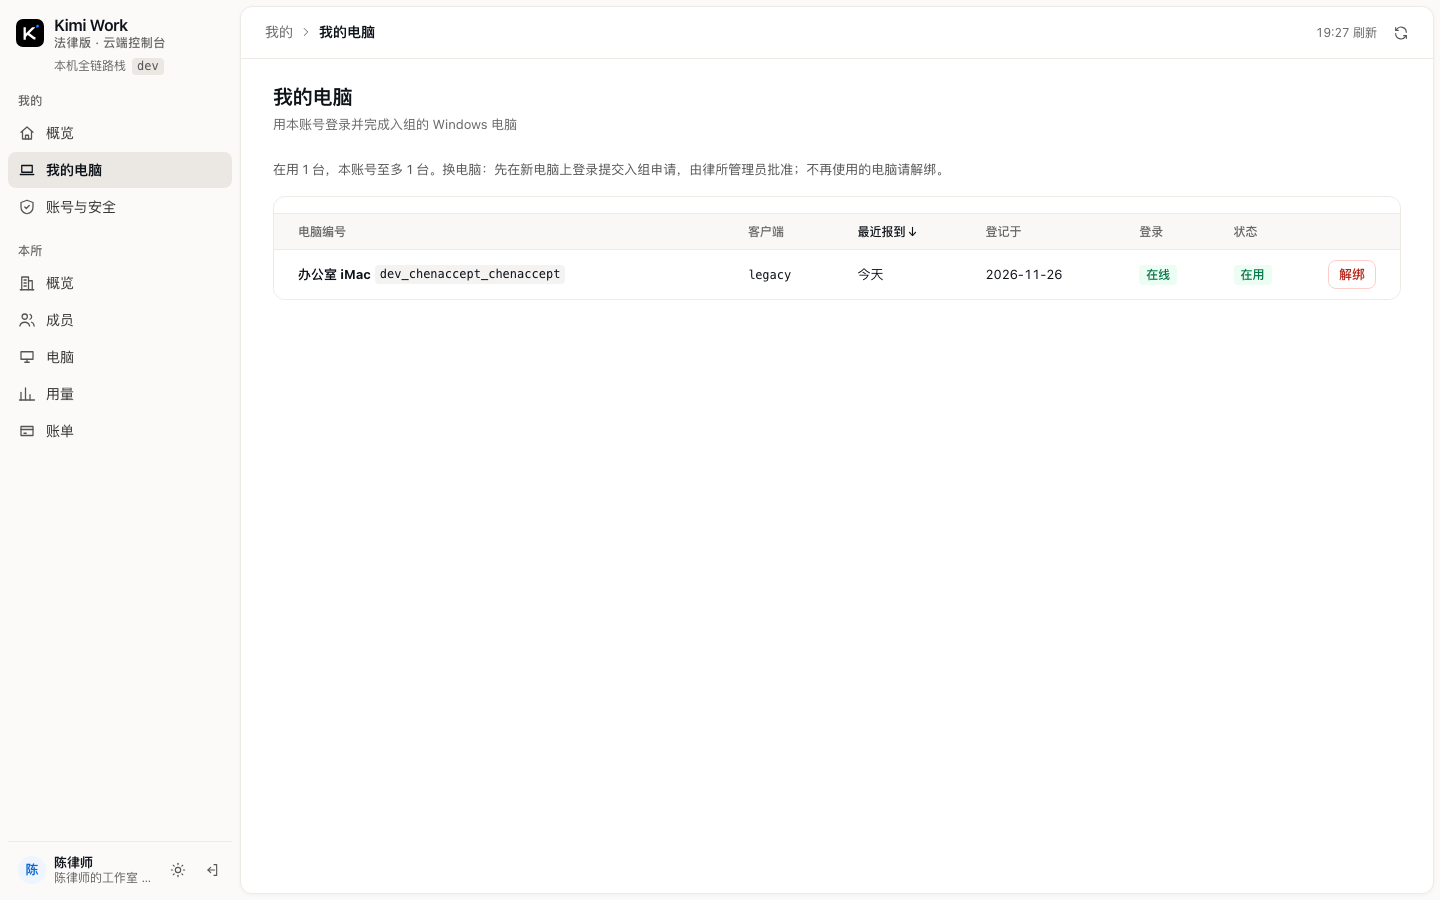 Kimi Work
法律版 · 云端控制台
本机全链路栈 dev
我的
概览
我的电脑
账号与安全
本所
概览
成员
电脑
用量
账单
陈律师
陈律师的工作室 ...
我的 > 我的电脑
19:27 刷新
我的电脑
用本账号登录并完成入组的 Windows 电脑
在用 1 台，本账号至多 1 台。换电脑：先在新电脑上登录提交入组申请，由律所管理员批准；不再使用的电脑请解绑。
电脑编号 客户端 最近报到↓ 登记于 登录 状态
办公室 iMac dev_chenaccept_chenaccept legacy 今天 2026-11-26 在线 在用 解绑